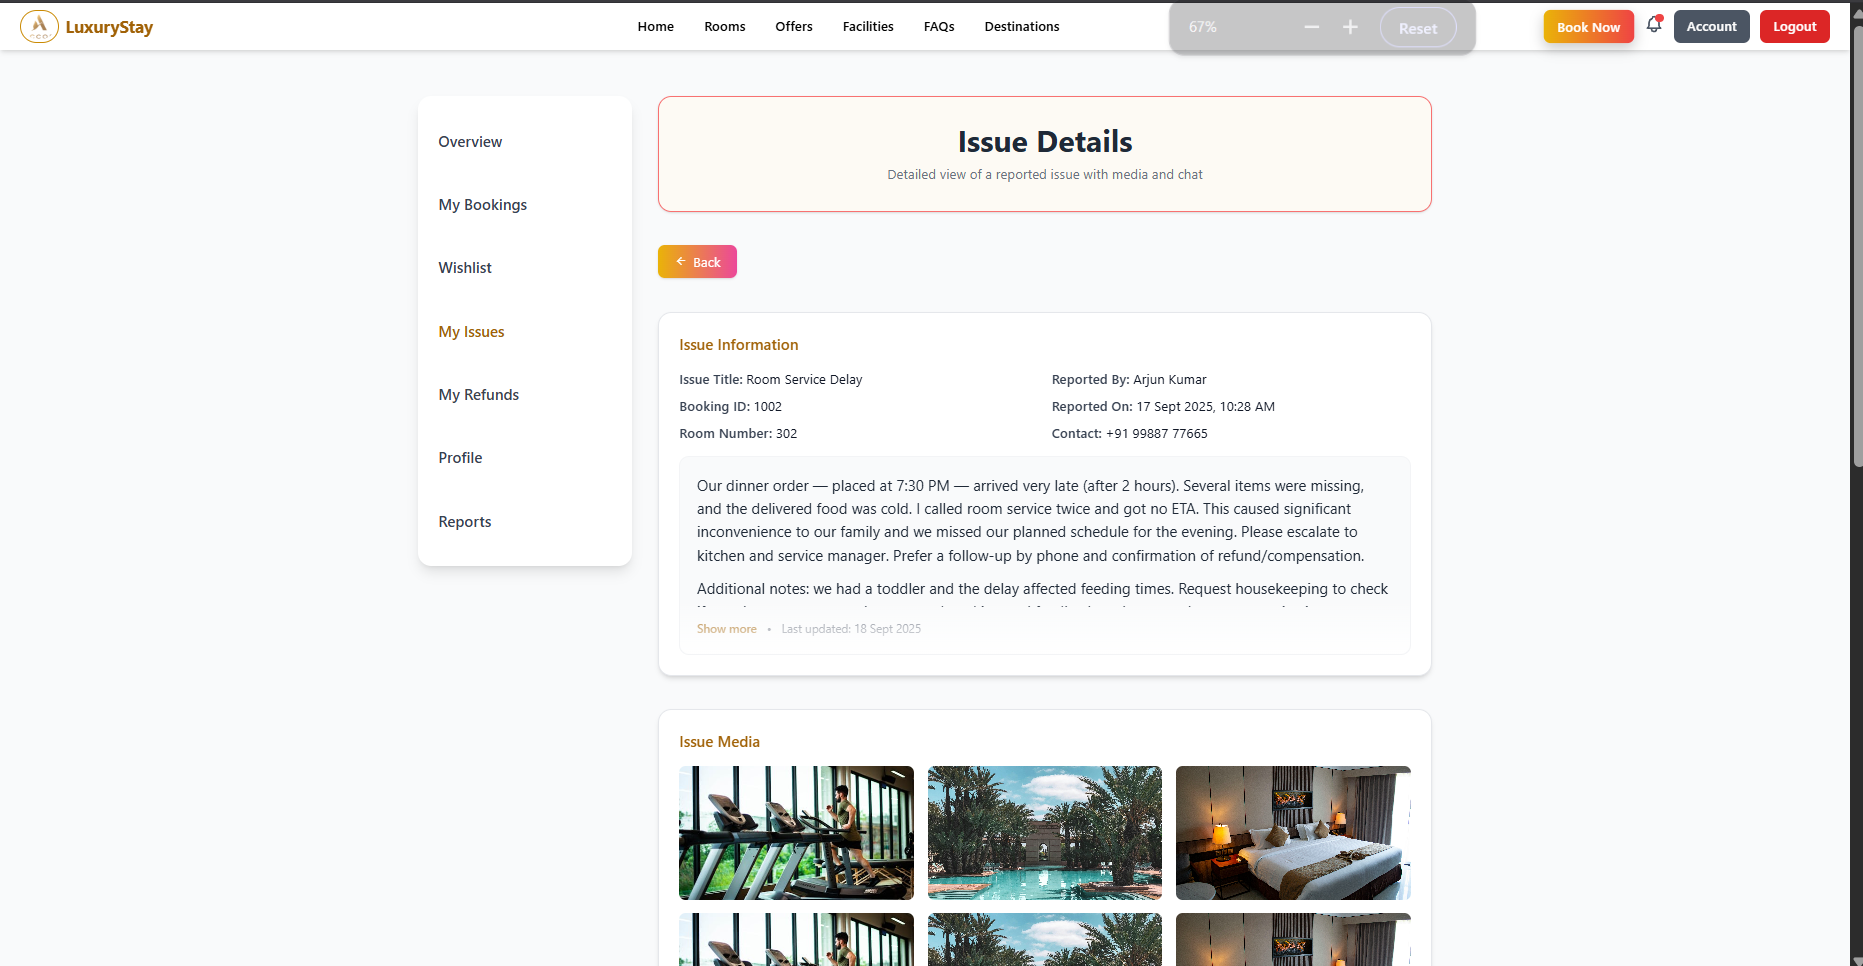 LuxuryStay
Home
Rooms
Offers
Facilities
FAQs
Destinations
67%
Reset
Book Now
Account
Logout
Overview
My Bookings
Wishlist
My Issues
My Refunds
Profile
Reports
Issue Details
Detailed view of a reported issue with media and chat
← Back
Issue Information
Issue Title: Room Service Delay
Reported By: Arjun Kumar
Booking ID: 1002
Reported On: 17 Sept 2025, 10:28 AM
Room Number: 302
Contact: +91 99887 77665
Our dinner order — placed at 7:30 PM — arrived very late (after 2 hours). Several items were missing,
and the delivered food was cold. I called room service twice and got no ETA. This caused significant
inconvenience to our family and we missed our planned schedule for the evening. Please escalate to
kitchen and service manager. Prefer a follow-up by phone and confirmation of refund/compensation.
Additional notes: we had a toddler and the delay affected feeding times. Request housekeeping to check
Show more • Last updated: 18 Sept 2025
Issue Media